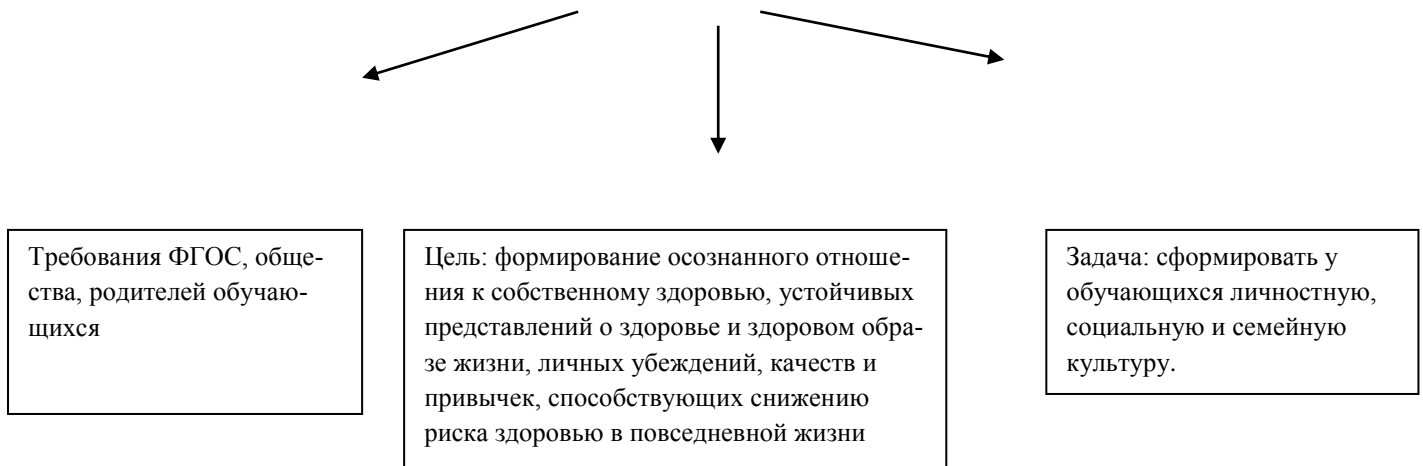 Требования ФГОС, обще-
ства, родителей обучаю-
щихся
Цель: формирование осознанного отноше-
ния к собственному здоровью, устойчивых
представлений о здоровье и здоровом обра-
зе жизни, личных убеждений, качеств и
привычек, способствующих снижению
риска здоровью в повседневной жизни
Задача: сформировать у
обучающихся личностную,
социальную и семейную
культуру.